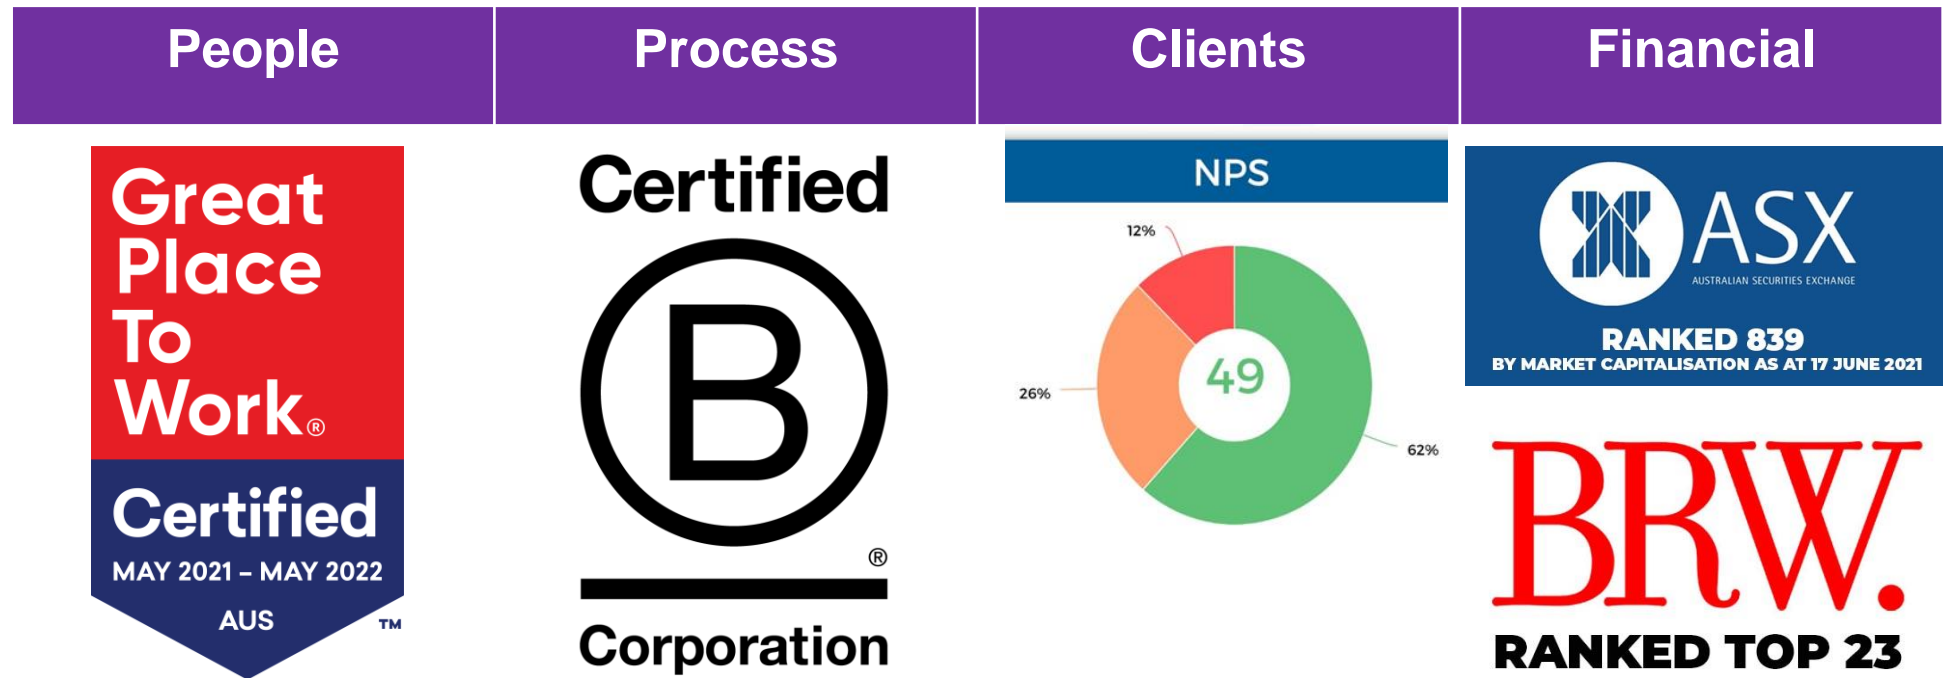 People
Process
Clients
Financial
Great
Place
To
Work®
Certified
MAY 2021 – MAY 2022
AUS
TM
Certified
B
®
Corporation
NPS
12%
49
26%
62%
ASX
AUSTRALIAN SECURITIES EXCHANGE
RANKED 839
BY MARKET CAPITALISATION AS AT 17 JUNE 2021
BRW.
RANKED TOP 23